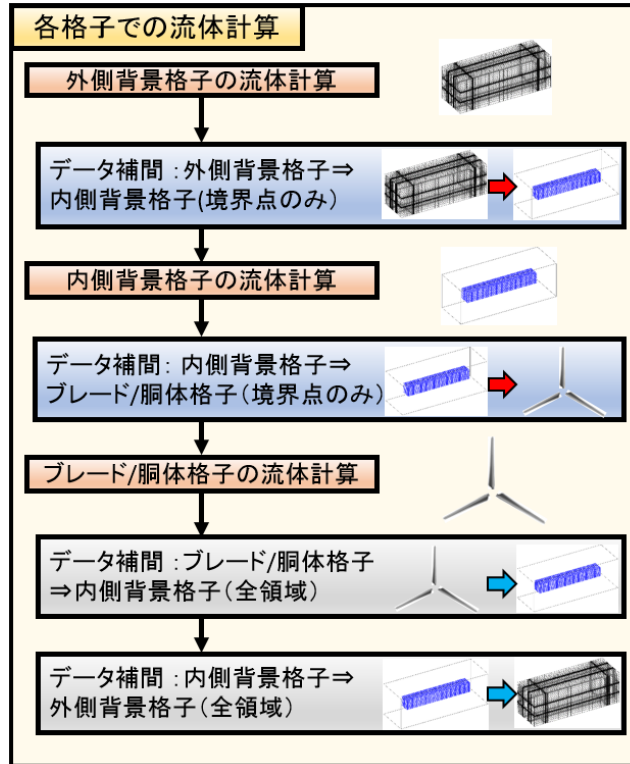 各格子での流体計算
外側背景格子の流体計算
データ補間：外側背景格子⇒
内側背景格子(境界点のみ）
内側背景格子の流体計算
データ補間： 内側背景格子⇒
ブレード/胴体格子（境界点のみ）
ブレード/胴体格子の流体計算
データ補間：ブレード/胴体格子
⇒内側背景格子（全領域）
データ補間：内側背景格子⇒
外側背景格子（全領域）